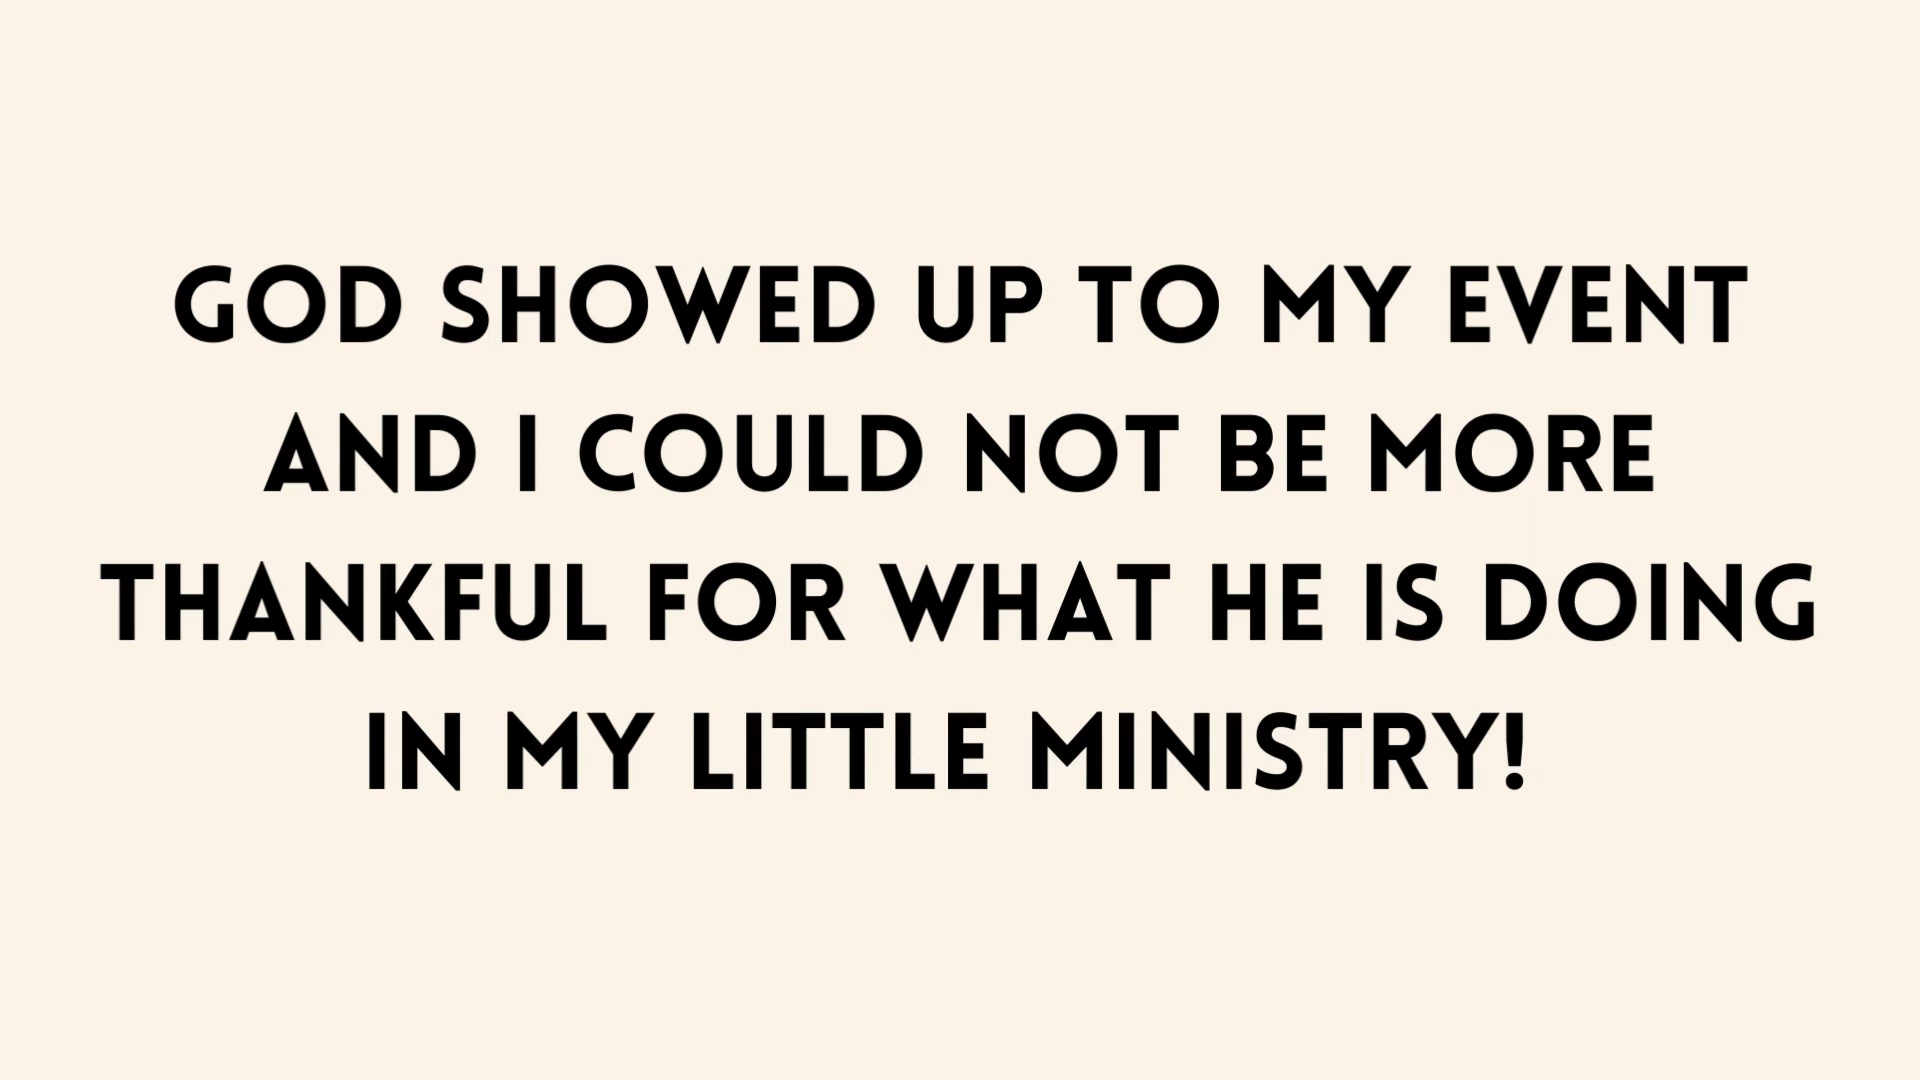 GOD SHOWED UP TO MY EVENT
AND I COULD NOT BE MORE
THANKFUL FOR WHAT HE IS DOING
IN MY LITTLE MINISTRY!